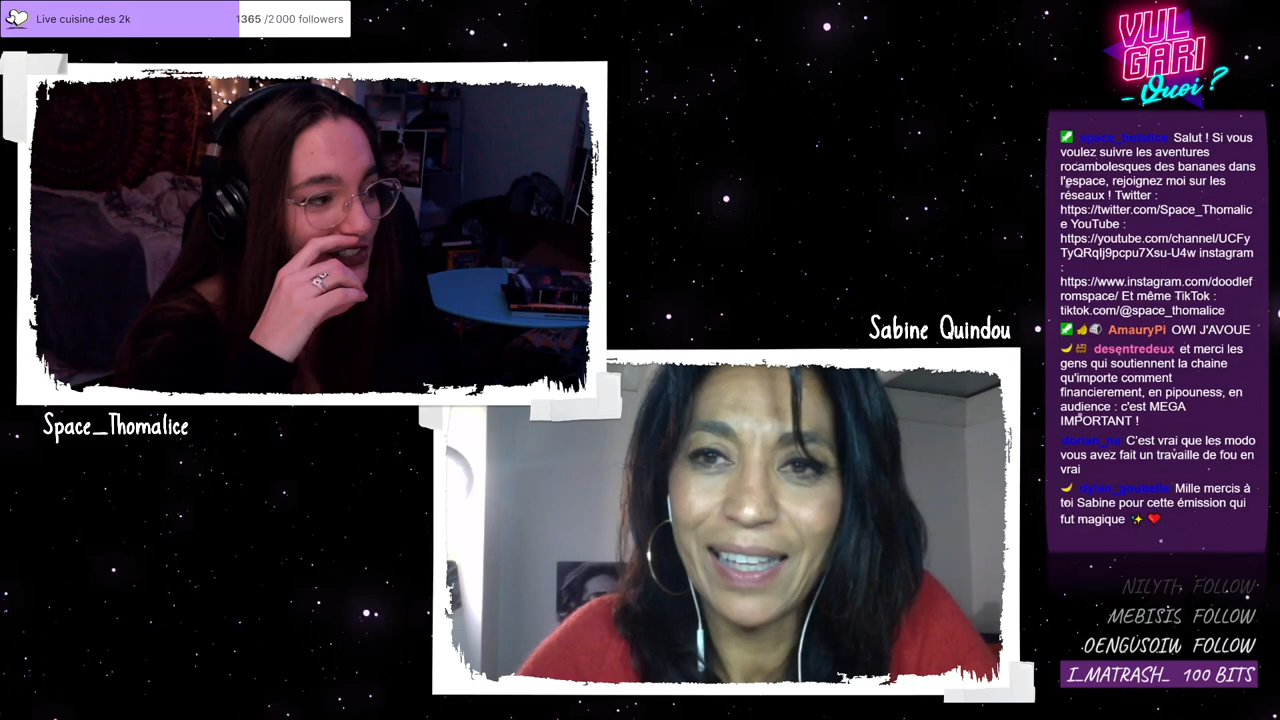 Live cuisine des 2k
1365 /2 000 followers
VUL
GARI
- Quoi ?
Sabine Quindou
Space_Thomalice
space_botalice Salut ! Si vous
voulez suivre les aventures
rocambolesques des bananes dans
l'espace, rejoignez moi sur les
réseaux ! Twitter :
https://twitter.com/Space_Thomalic
e YouTube :
https://youtube.com/channel/UCFy
TyQRqIj9pcpu7Xsu-U4w instagram
:
https://www.instagram.com/doodlef
romspace/ Et même TikTok :
tiktok.com/@space_thomalice
AmauryPi OWI J'AVOUE
desentredeux et merci les
gens qui soutiennent la chaine
qu'importe comment
financierement, en pipouness, en
audience : c'est MEGA
IMPORTANT !
C'est vrai que les modo
vous avez fait un travaille de fou en
vrai
Mille mercis à
toi Sabine pour cette émission qui
fut magique
NILYTH FOLLOW
MEBISIS FOLLOW
OENGUSOIN FOLLOW
I_MATRASH_ 100 BITS